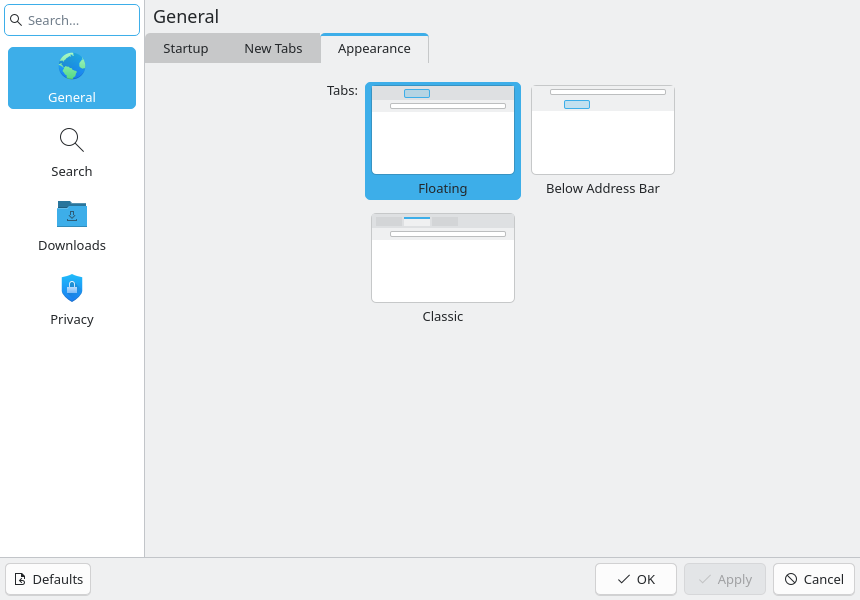 Search...
General
Search
Downloads
Privacy
General
Startup
New Tabs
Appearance
Tabs:
Floating
Below Address Bar
Classic
Defaults
OK
Apply
Cancel